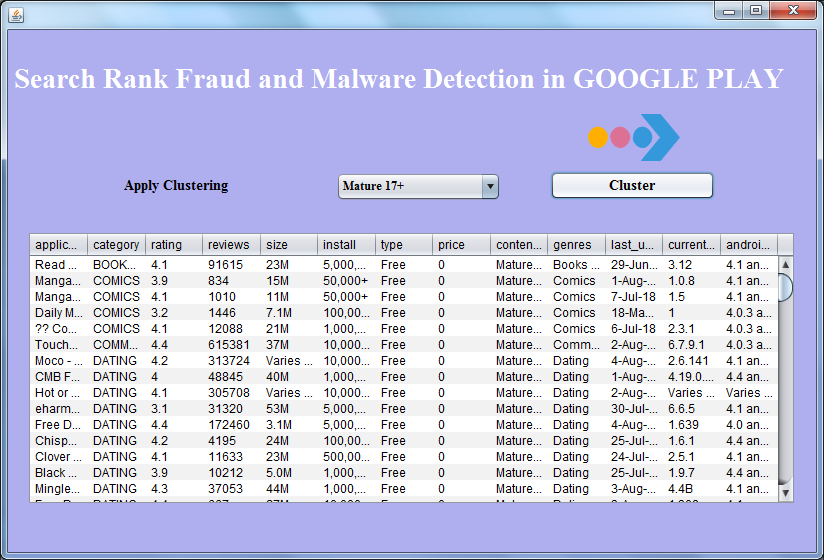 Search Rank Fraud and Malware Detection in GOOGLE PLAY
Apply Clustering Mature 17+ Cluster
applic... category rating reviews size install type price conten... genres last_u... current... androi...
Read ... BOOK... 4.1 91615 23M 5,000,... Free 0 Mature... Books ... 29-Jun... 3.12 4.1 an...
Manga... COMICS 3.9 834 15M 50,000+ Free 0 Mature... Comics 1-Aug-... 1.0.8 4.1 an...
Manga... COMICS 4.1 1010 11M 50,000+ Free 0 Mature... Comics 7-Jul-18 1.5 4.1 an...
Daily M... COMICS 3.2 1446 7.1M 100,00... Free 0 Mature... Comics 18-Ma... 1 4.0.3 a...
?? Co... COMICS 4.1 12088 21M 1,000,... Free 0 Mature... Comics 6-Jul-18 2.3.1 4.0.3 a...
Touch... COMM... 4.4 615381 37M 10,000... Free 0 Mature... Comm... 2-Aug-... 6.7.9.1 4.0.3 a...
Moco - ... DATING 4.2 313724 Varies ... 10,000... Free 0 Mature... Dating 4-Aug-... 2.6.141 4.1 an...
CMB F... DATING 4 48845 40M 1,000,... Free 0 Mature... Dating 1-Aug-... 4.19.0.... 4.4 an...
Hot or ... DATING 4.1 305708 Varies ... 10,000... Free 0 Mature... Dating 2-Aug-... Varies ... Varies ...
eharm... DATING 3.1 31320 53M 5,000,... Free 0 Mature... Dating 30-Jul-... 6.6.5 4.1 an...
Free D... DATING 4.4 172460 3.1M 5,000,... Free 0 Mature... Dating 4-Aug-... 1.639 4.0 an...
Chisp... DATING 4.2 4195 24M 100,00... Free 0 Mature... Dating 25-Jul-... 1.6.1 4.4 an...
Clover ... DATING 4.1 11633 23M 500,00... Free 0 Mature... Dating 24-Jul-... 2.5.1 4.1 an...
Black ... DATING 3.9 10212 5.0M 1,000,... Free 0 Mature... Dating 25-Jul-... 1.9.7 4.4 an...
Mingle... DATING 4.3 37053 44M 1,000,... Free 0 Mature... Dating 3-Aug-... 4.4B 4.1 an...